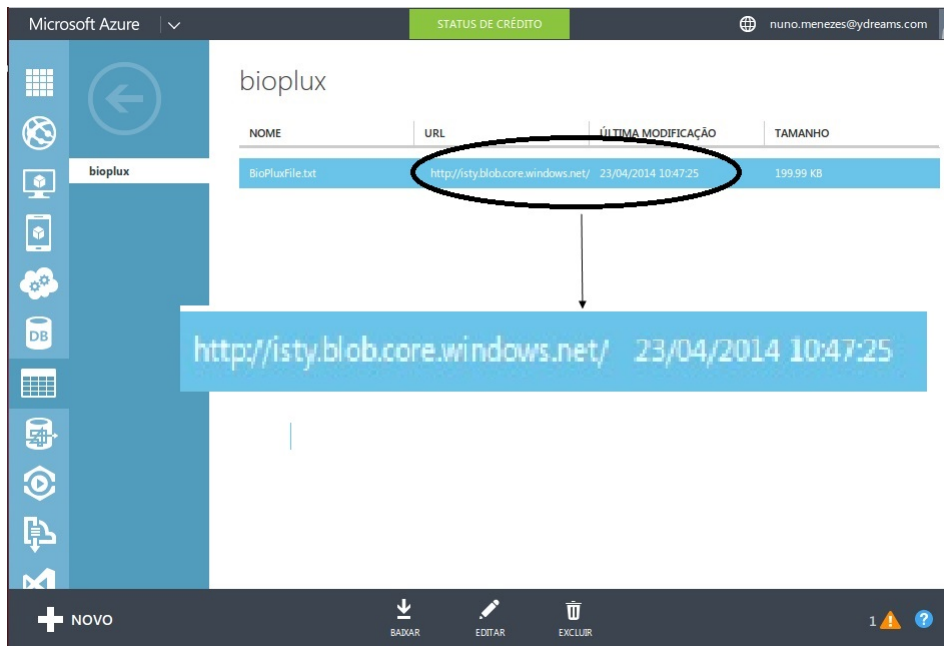 Microsoft Azure
STATUS DE CRÉDITO
nuno.menezes@ydreams.com
bioplux
NOME URL ÚLTIMA MODIFICAÇÃO TAMANHO
bioplux
BioPluxFile.txt http://isty.blob.core.windows.net/ 23/04/2014 10:47:25 199.99 KB
DB
http://isty.blob.core.windows.net/ 23/04/2014 10:47:25
NOVO
BAIXAR EDITAR EXCLUIR
1
?